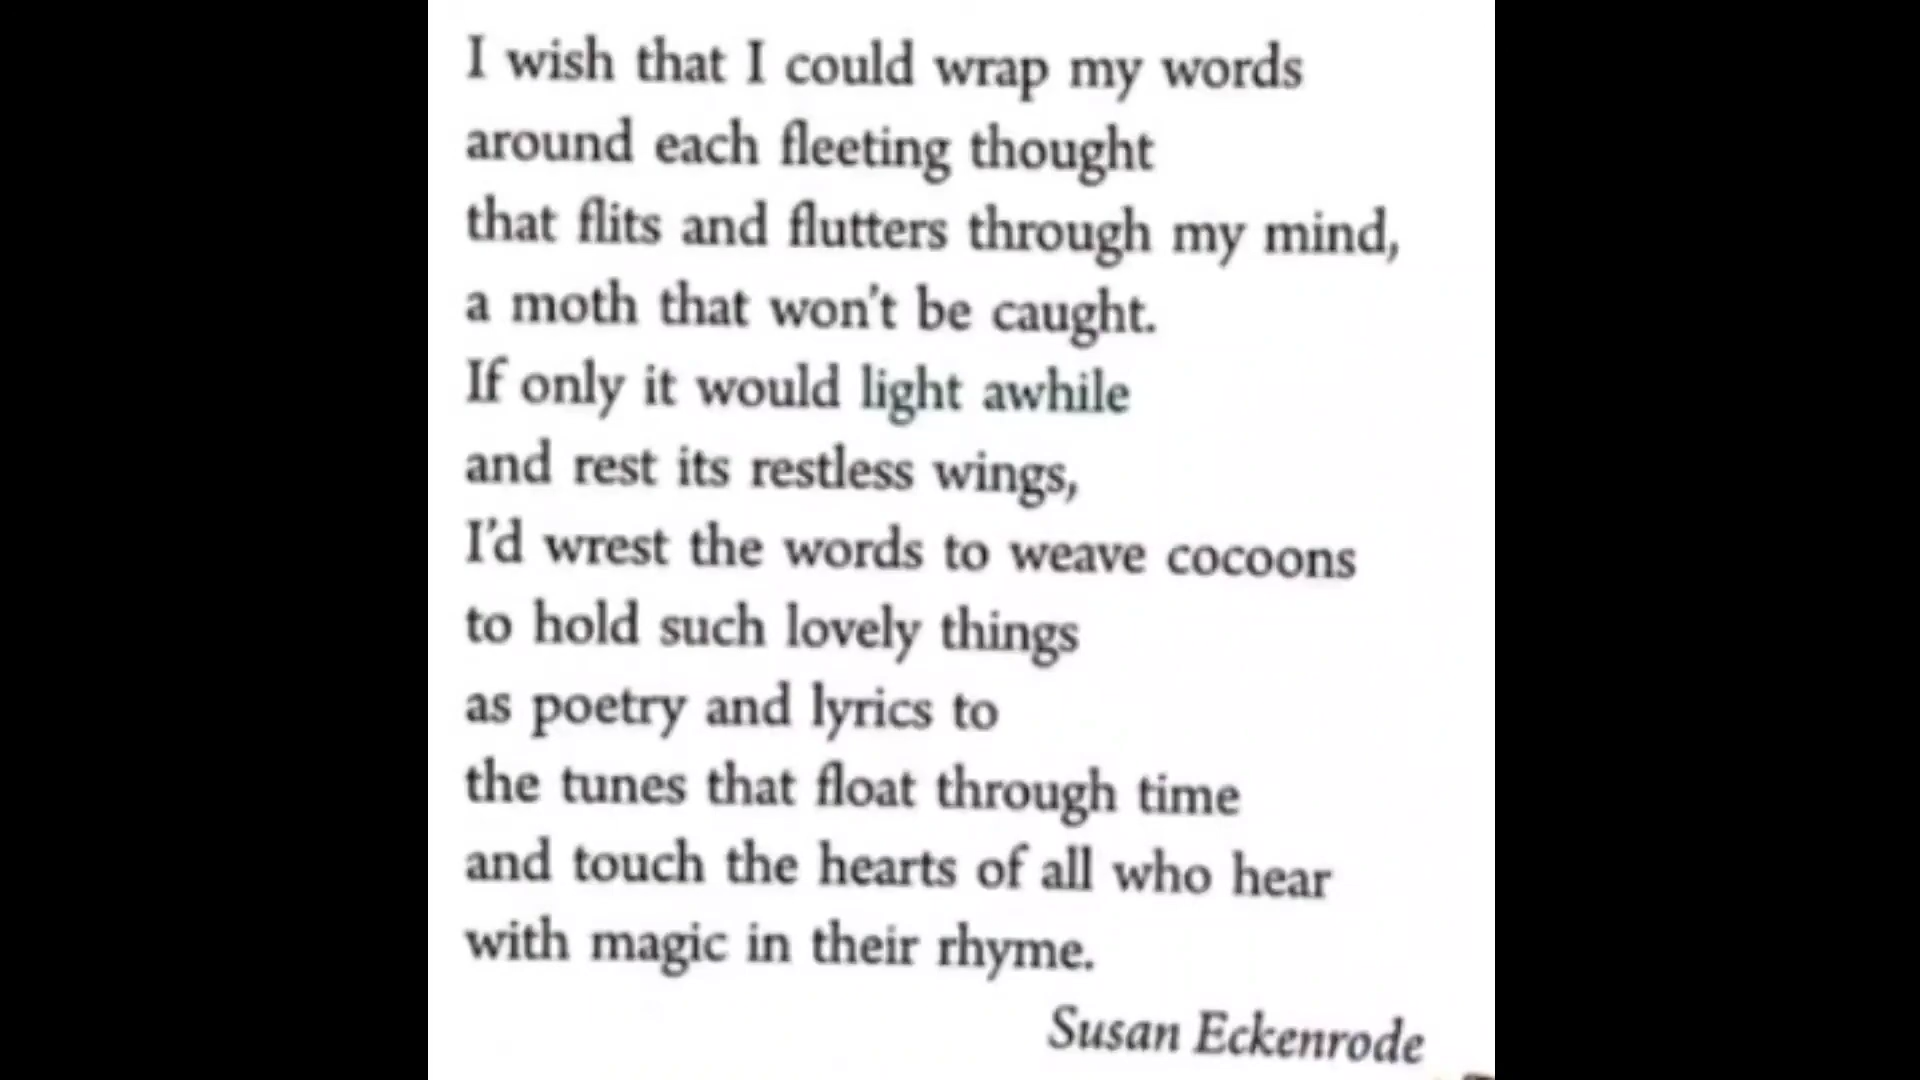 I wish that I could wrap my words
around each fleeting thought
that flits and flutters through my mind,
a moth that won't be caught.
If only it would light awhile
and rest its restless wings,
I'd wrest the words to weave cocoons
to hold such lovely things
as poetry and lyrics to
the tunes that float through time
and touch the hearts of all who hear
with magic in their rhyme.
Susan Eckenrode